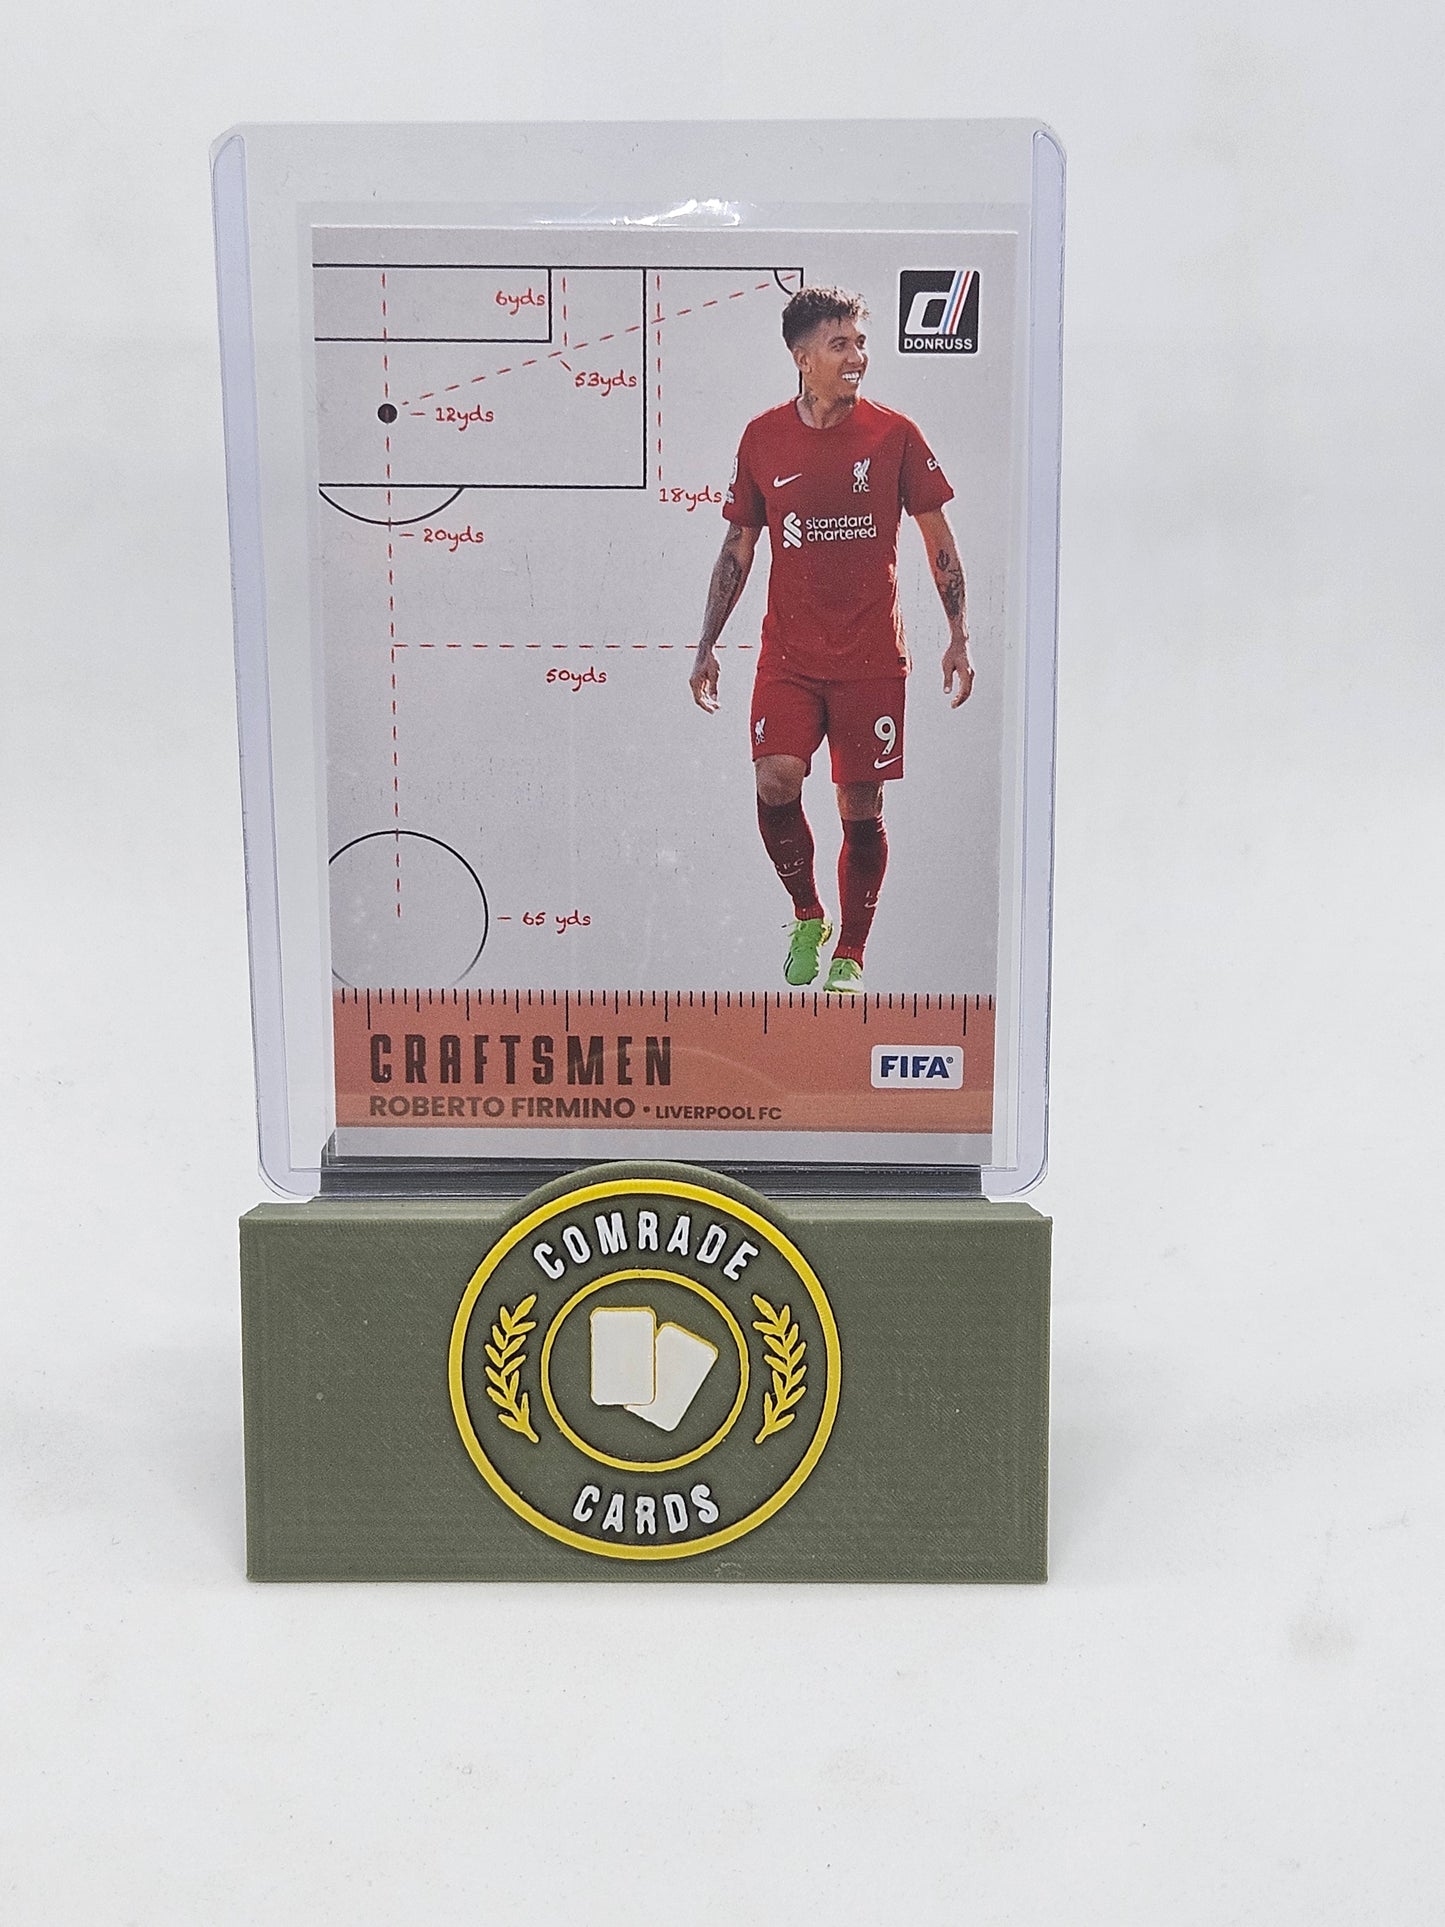 6yds
DONRUSS
53yds
12yds
18yds
L.F.C.
standard
chartered
20yds
50yds
9
65 yds
CRAFTSMEN
FIFA®
ROBERTO FIRMINO • LIVERPOOL FC
COMRADE
CARDS